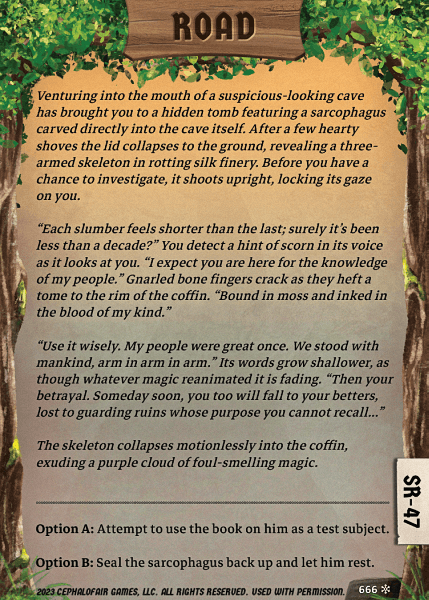 ROAD
Venturing into the mouth of a suspicious-looking cave
has brought you to a hidden tomb featuring a sarcophagus
carved directly into the cave itself. After a few hearty
shoves the lid collapses to the ground, revealing a three-
armed skeleton in rotting silk finery. Before you have a
chance to investigate, it shoots upright, locking its gaze
on you.
“Each slumber feels shorter than the last; surely it's been
less than a decade?” You detect a hint of scorn in its voice
as it looks at you. “I expect you are here for the knowledge
of my people.” Gnarled bone fingers crack as they heft a
tome to the rim of the coffin. “Bound in moss and inked in
the blood of my kind.”
“Use it wisely. My people were great once. We stood with
mankind, arm in arm in arm.” Its words grow shallower, as
though whatever magic reanimated it is fading. “Then your
betrayal. Someday soon, you too will fall to your betters,
lost to guarding ruins whose purpose you cannot recall...”
The skeleton collapses motionlessly into the coffin,
exuding a purple cloud of foul-smelling magic.
Option A: Attempt to use the book on him as a test subject.
Option B: Seal the sarcophagus back up and let him rest.
SR-47
2023 CEPHALOFAIR GAMES, LLC. ALL RIGHTS RESERVED. USED WITH PERMISSION.
666